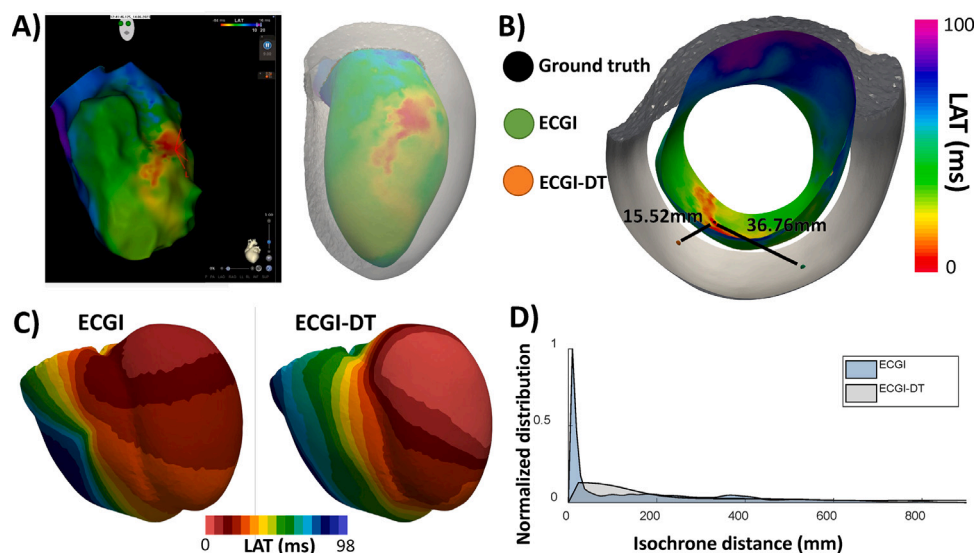 A)
LAT
B)
Ground truth
ECGI
ECGI-DT
15.52mm
36.76mm
100
LAT (ms)
0
C)
ECGI
ECGI-DT
0
98
LAT (ms)
D)
Normalized distribution
1
0.5
0
ECGI
ECGI-DT
0
200
400
600
800
Isochrone distance (mm)